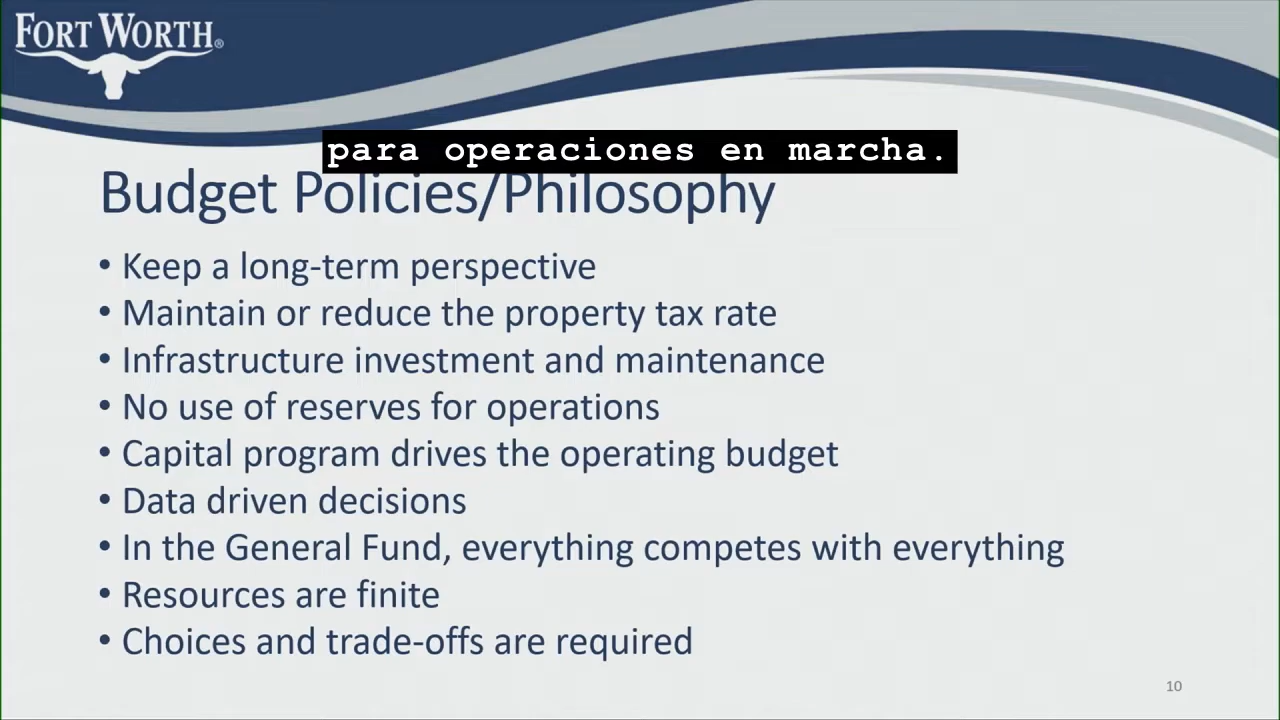 FORT WORTH®
para operaciones en marcha.
Budget Policies/Philosophy
• Keep a long-term perspective
• Maintain or reduce the property tax rate
• Infrastructure investment and maintenance
• No use of reserves for operations
• Capital program drives the operating budget
• Data driven decisions
• In the General Fund, everything competes with everything
• Resources are finite
• Choices and trade-offs are required
10